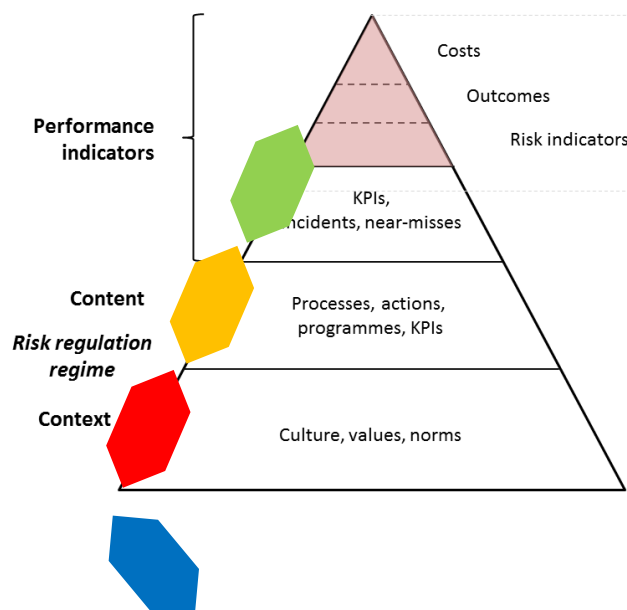 Costs
Outcomes
Performance
indicators
Risk indicators
KPIs,
ncidents, near-misses
Content
Processes, actions,
programmes, KPIs
Risk regulation
regime
Context
Culture, values, norms